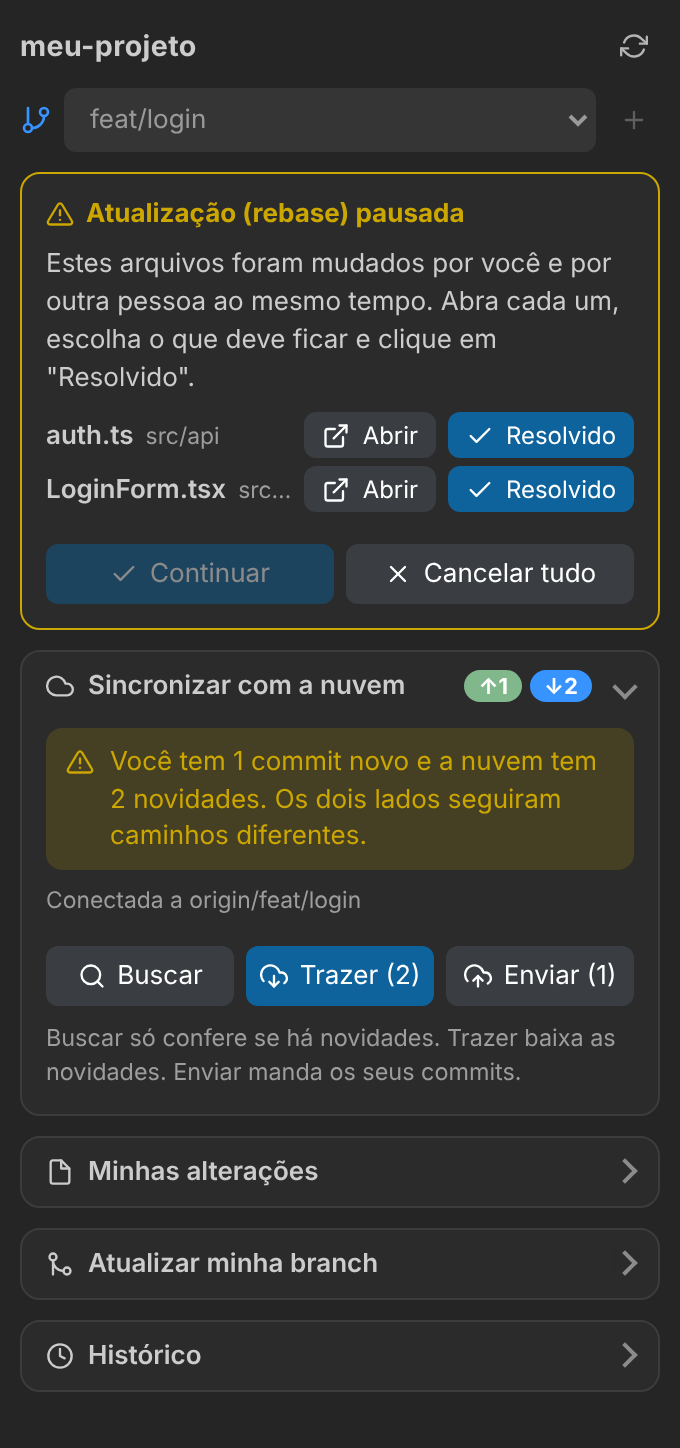 meu-projeto
feat/login
Atualização (rebase) pausada
Estes arquivos foram mudados por você e por
outra pessoa ao mesmo tempo. Abra cada um,
escolha o que deve ficar e clique em
"Resolvido".
auth.ts src/api Abrir Resolvido
LoginForm.tsx src... Abrir Resolvido
Continuar Cancelar tudo
Sincronizar com a nuvem ↑1 ↓2
Você tem 1 commit novo e a nuvem tem
2 novidades. Os dois lados seguiram
caminhos diferentes.
Conectada a origin/feat/login
Buscar Trazer (2) Enviar (1)
Buscar só confere se há novidades. Trazer baixa as
novidades. Enviar manda os seus commits.
Minhas alterações
Atualizar minha branch
Histórico